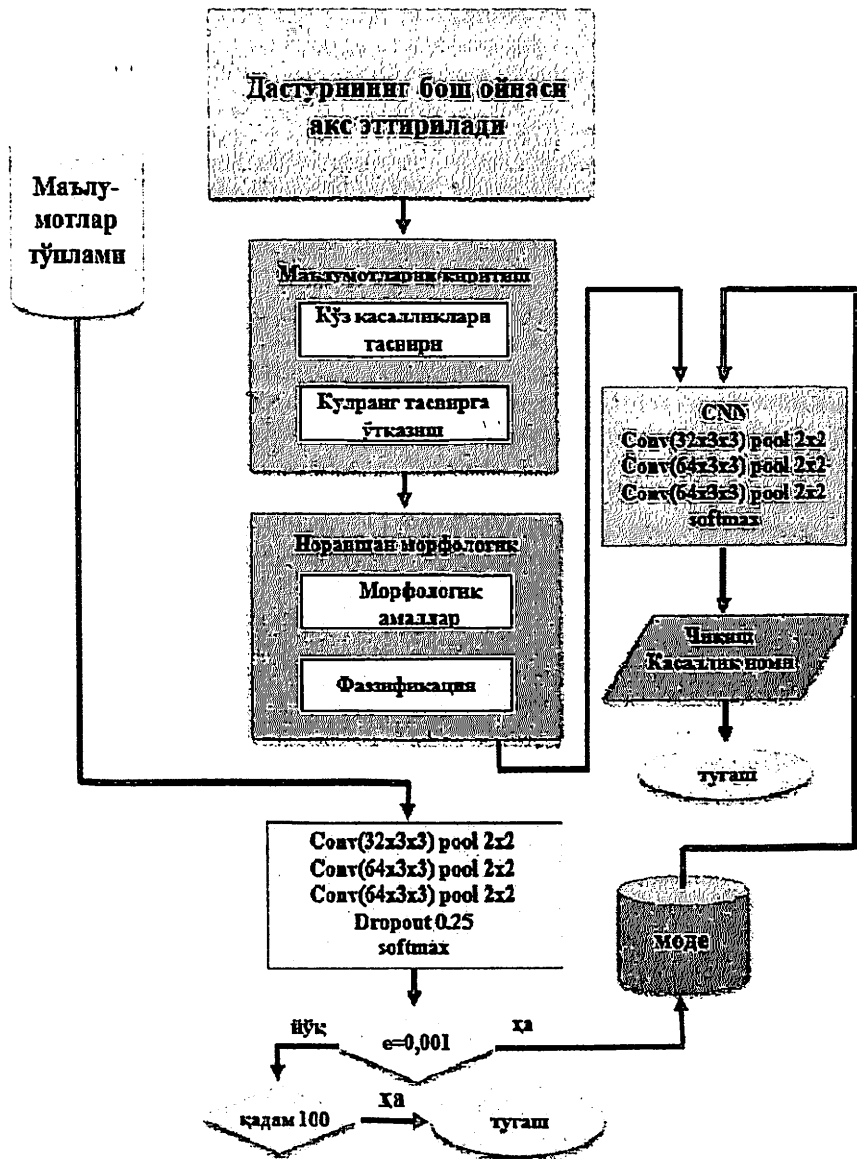 Дастурнининг бош ойнаси
акс эттирилади
Маълу-
мотлар
тўплами
Маълумотларни киритиш
Кўз касалликлари
тасвири
Кулранг тасвирга
ўтказиш
Норавшан морфологик
Морфологик
амаллар
Фаззификация
CNN
Conv(32x3x3) pool 2x2
Conv(64x3x3) pool 2x2
Conv(64x3x3) pool 2x2
softmax
Чиқиш
Касаллик номи
тугаш
Conv(32x3x3) pool 2x2
Conv(64x3x3) pool 2x2
Conv(64x3x3) pool 2x2
Dropout 0.25
softmax
моде
йўқ
e=0,001
ҳа
қадам 100
ҳа
тугаш